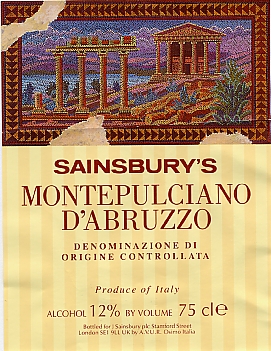 SAINSBURY'S
MONTEPULCIANO
D'ABRUZZO
DENOMINAZIONE DI
ORIGINE CONTROLLATA
Produce of Italy
ALCOHOL 12% BY VOLUME 75 cl e
Bottled for J Sainsbury plc Stamford Street
London SE1 9LL UK by A.V.U.R. Osimo Italia